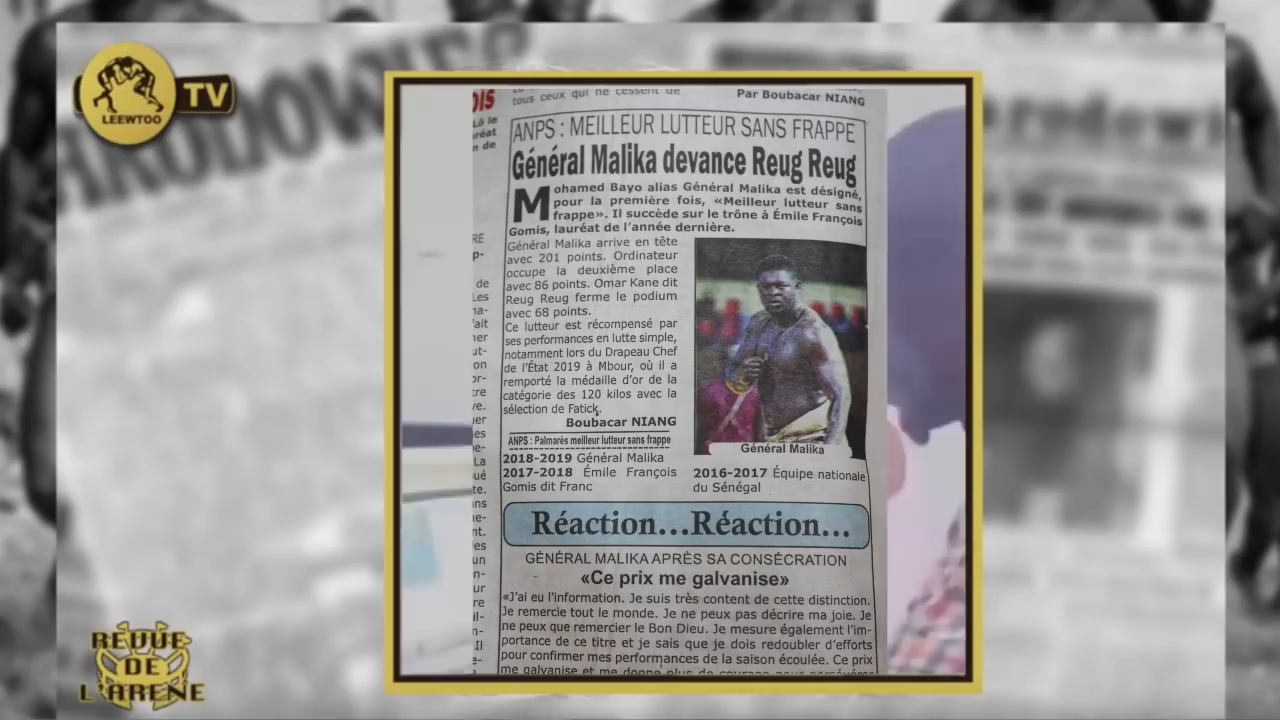 LEEWTOO
TV
tous ceux qui ne cessent de
Par Boubacar NIANG
ANPS : MEILLEUR LUTTEUR SANS FRAPPE
Général Malika devance Reug Reug
Mohamed Bayo alias Général Malika est désigné,
pour la première fois, «Meilleur lutteur sans
frappe». Il succède sur le trône à Émile François
Gomis, lauréat de l'année dernière.
Général Malika arrive en tête
avec 201 points. Ordinateur
occupe la deuxième place
avec 86 points. Omar Kane dit
Reug Reug ferme le podium
avec 68 points.
Ce lutteur est récompensé par
ses performances en lutte simple,
notamment lors du Drapeau Chef
de l'État 2019 à Mbour, où il a
remporté la médaille d'or de la
catégorie des 120 kilos avec la
sélection de Fatick.
Boubacar NIANG
Général Malika
ANPS : Palmarès meilleur lutteur sans frappe
2018-2019 Général Malika
2017-2018 Émile François
Gomis dit Franc
2016-2017 Équipe nationale
du Sénégal
Réaction...Réaction...
GÉNÉRAL MALIKA APRÈS SA CONSÉCRATION
«Ce prix me galvanise»
«J'ai eu l'information. Je suis très content de cette distinction.
Je remercie tout le monde. Je ne peux pas décrire ma joie. Je
ne peux que remercier le Bon Dieu. Je mesure également l'im-
portance de ce titre et je sais que je dois redoubler d'efforts
pour confirmer mes performances de la saison écoulée. Ce prix
me galvanise et me donne plus de courage pour persévérer
REVUE
DE
L'ARENE